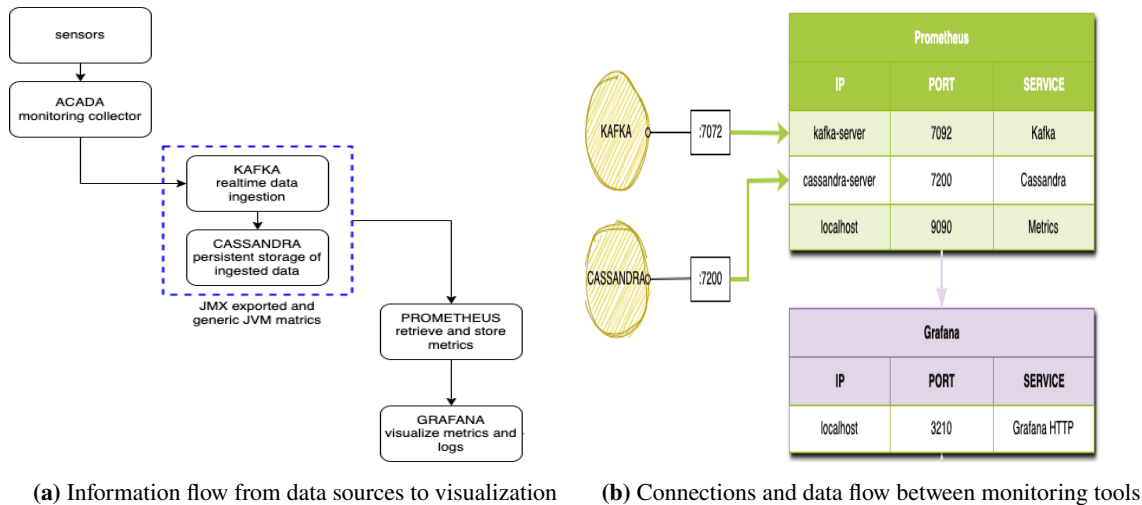 sensors
ACADA
monitoring collector
KAFKA
realtime data
ingestion
CASSANDRA
persistent storage of
ingested data
JMX exported and
generic JVM matrics
PROMETHEUS
retrieve and store
metrics
GRAFANA
visualize metrics and
logs
(a) Information flow from data sources to visualization
KAFKA
:7072
CASSANDRA
:7200
Prometheus
IP PORT SERVICE
kafka-server 7092 Kafka
cassandra-server 7200 Cassandra
localhost 9090 Metrics
Grafana
IP PORT SERVICE
localhost 3210 Grafana HTTP
(b) Connections and data flow between monitoring tools